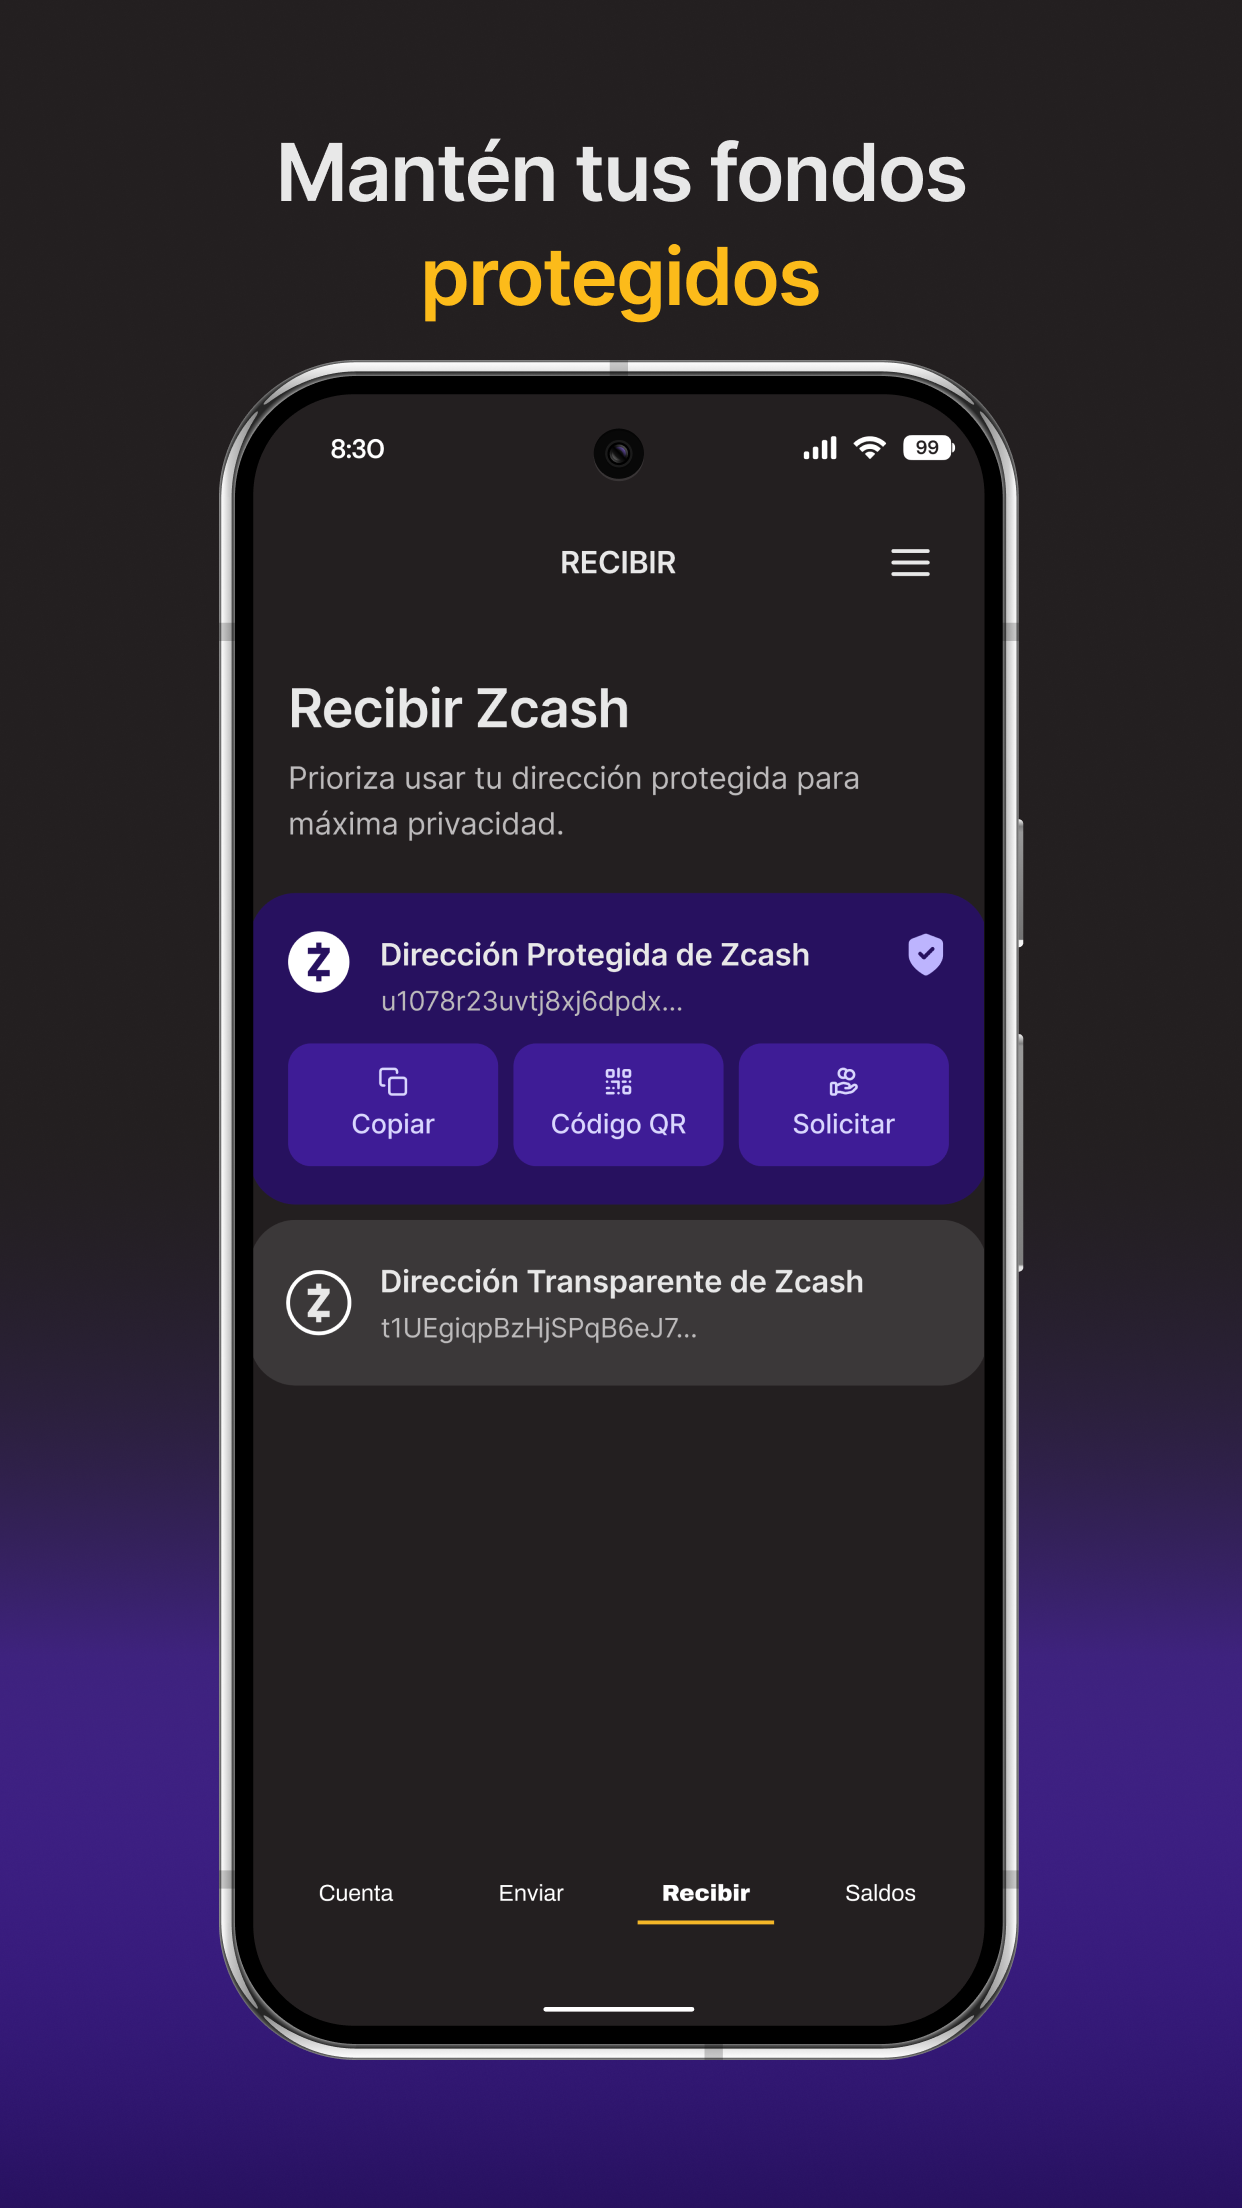 Mantén tus fondos
protegidos
8:30
99
RECIBIR
Recibir Zcash
Prioriza usar tu dirección protegida para
máxima privacidad.
Dirección Protegida de Zcash
u1078r23uvtj8xj6dpdx...
Copiar
Código QR
Solicitar
Dirección Transparente de Zcash
t1UEgiqpBzHjSPqB6eJ7...
Cuenta
Enviar
Recibir
Saldos